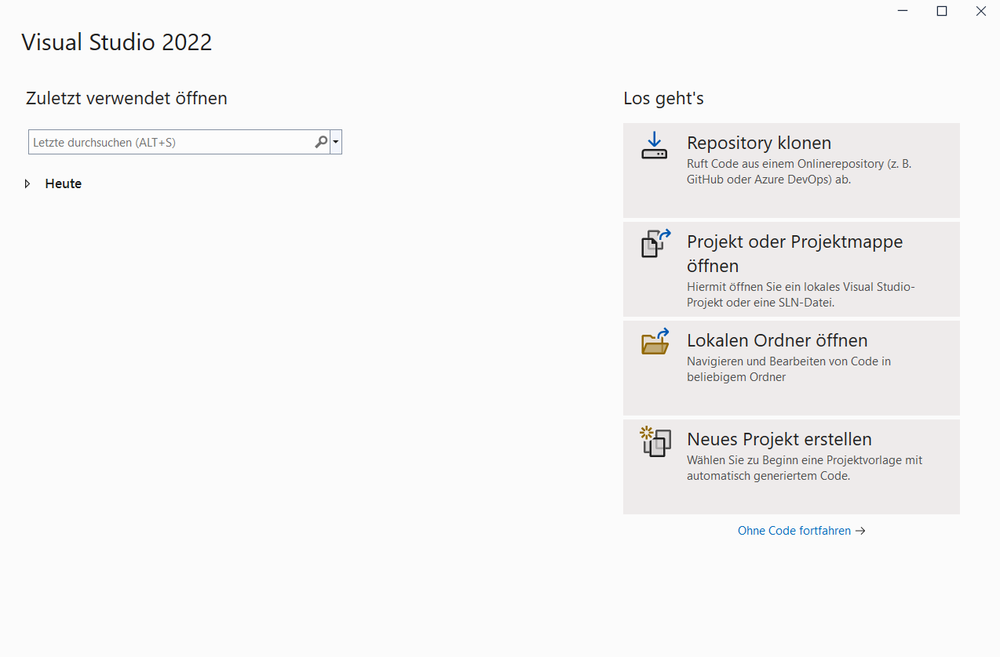 Visual Studio 2022
Zuletzt verwendet öffnen
Letzte durchsuchen (ALT+S)
Heute
Los geht's
Repository klonen
Ruft Code aus einem Onlinerepository (z. B.
GitHub oder Azure DevOps) ab.
Projekt oder Projektmappe
öffnen
Hiermit öffnen Sie ein lokales Visual Studio-
Projekt oder eine SLN-Datei.
Lokalen Ordner öffnen
Navigieren und Bearbeiten von Code in
beliebigem Ordner
Neues Projekt erstellen
Wählen Sie zu Beginn eine Projektvorlage mit
automatisch generiertem Code.
Ohne Code fortfahren →